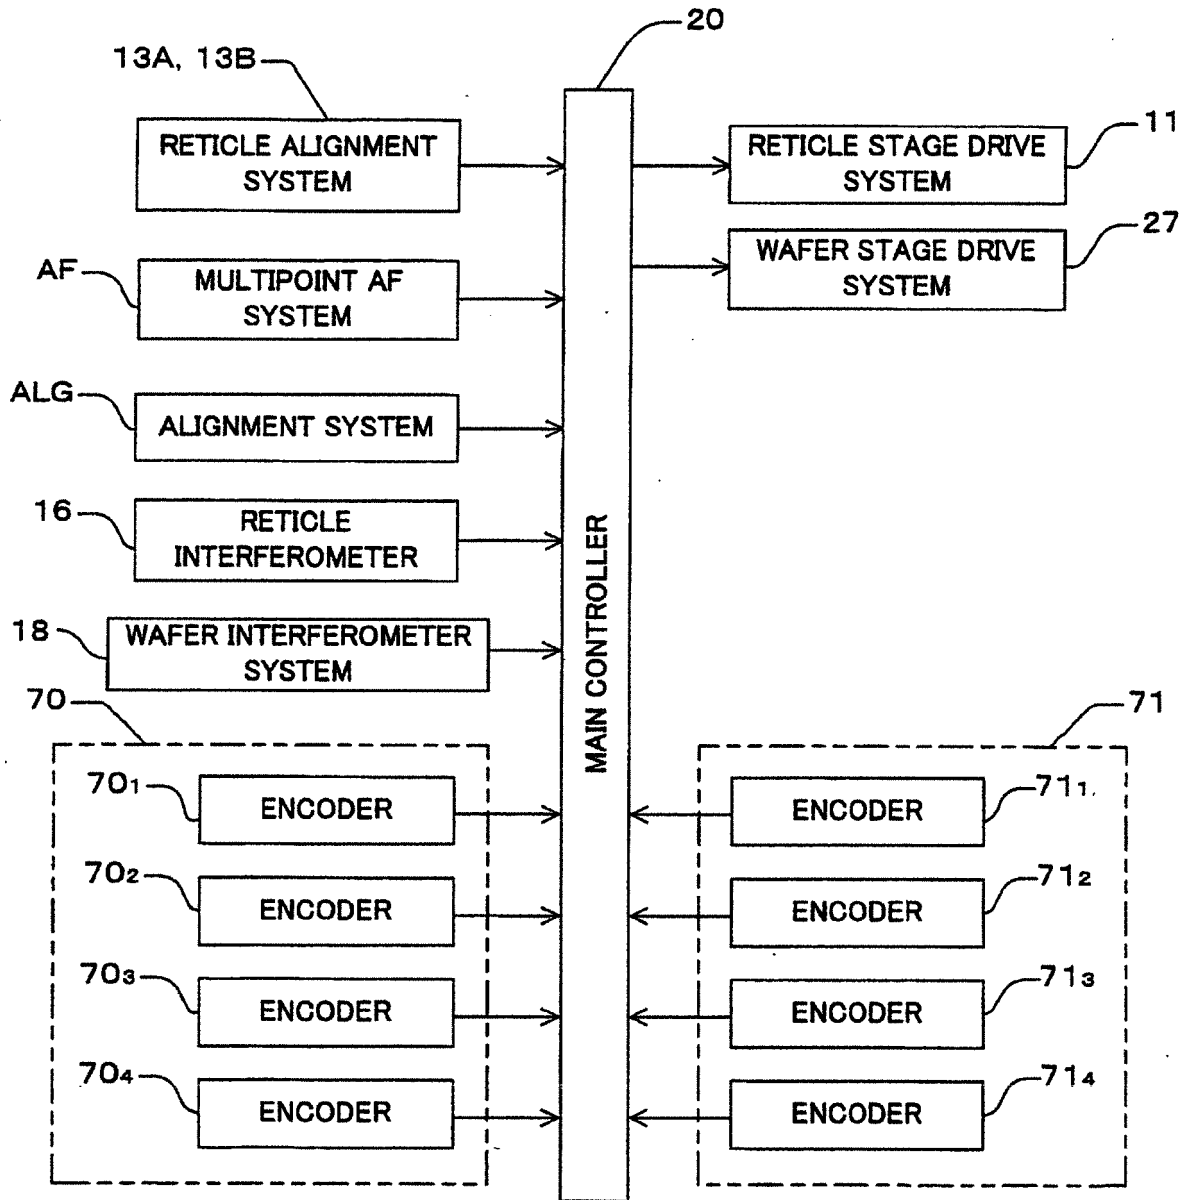 20
13A, 13B
RETICLE ALIGNMENT
SYSTEM
RETICLE STAGE DRIVE
SYSTEM
11
WAFER STAGE DRIVE
SYSTEM
27
AF
MULTIPOINT AF
SYSTEM
ALG
ALIGNMENT SYSTEM
16
RETICLE
INTERFEROMETER
18
WAFER INTERFEROMETER
SYSTEM
MAIN CONTROLLER
70
70₁
ENCODER
70₂
ENCODER
70₃
ENCODER
70₄
ENCODER
71
ENCODER
71₁
ENCODER
71₂
ENCODER
71₃
ENCODER
71₄